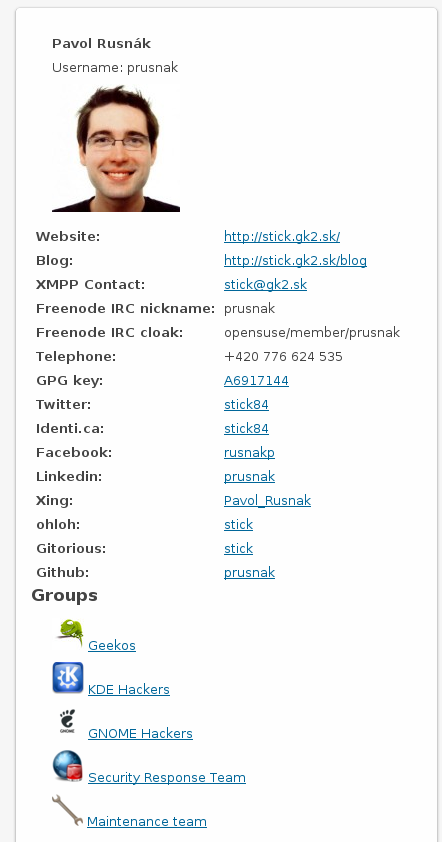 Pavol Rusnák
Username: prusnak
Website: http://stick.gk2.sk/
Blog: http://stick.gk2.sk/blog
XMPP Contact: stick@gk2.sk
Freenode IRC nickname: prusnak
Freenode IRC cloak: opensuse/member/prusnak
Telephone: +420 776 624 535
GPG key: A6917144
Twitter: stick84
Identi.ca: stick84
Facebook: rusnakp
Linkedin: prusnak
Xing: Pavol_Rusnak
ohloh: stick
Gitorious: stick
Github: prusnak
Groups
Geekos
KDE Hackers
GNOME
GNOME Hackers
Security Response Team
Maintenance team